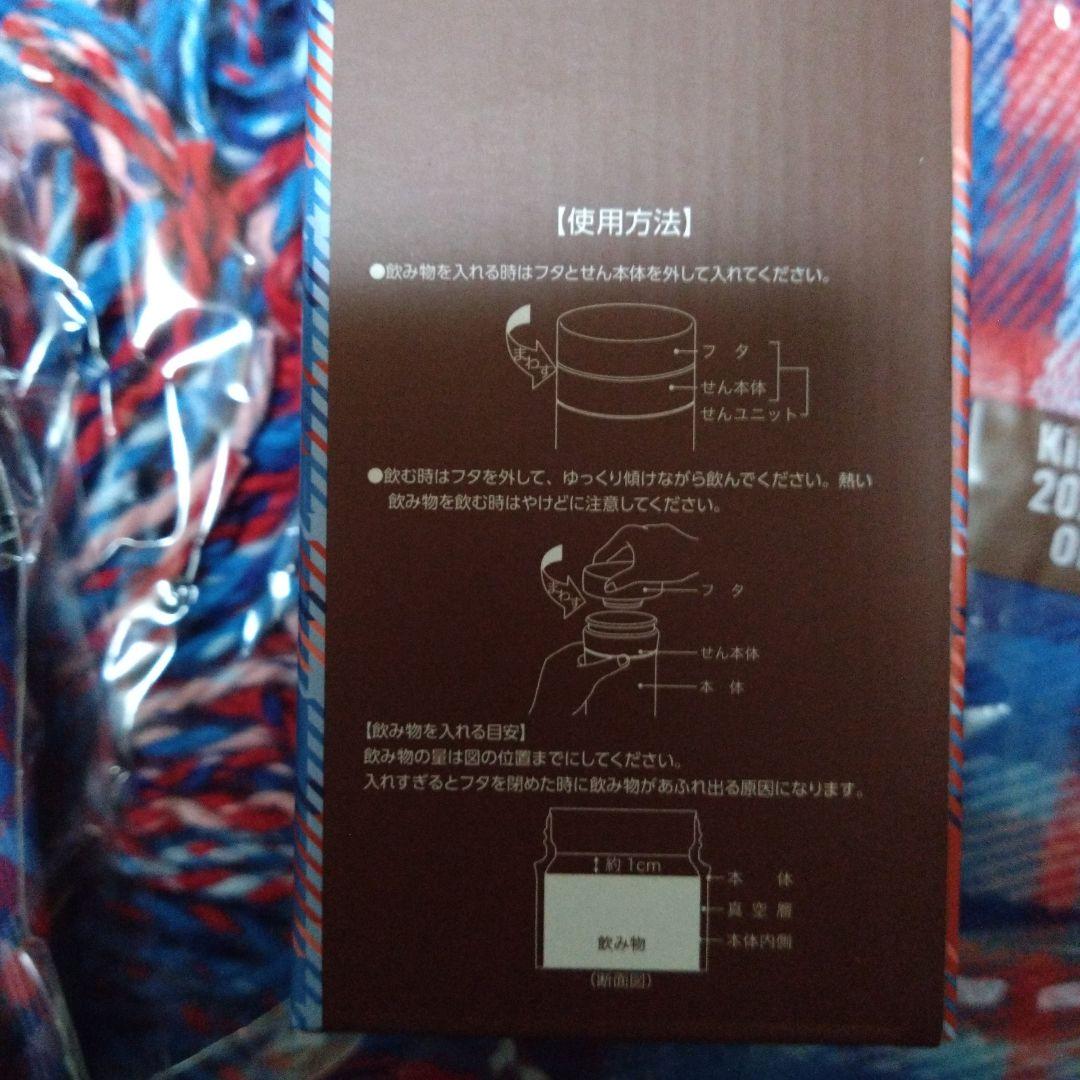 【使用方法】
●飲み物を入れる時はフタとせん本体を外して入れてください。
まわす
フタ
せん本体
せんユニット
●飲む時はフタを外して、ゆっくり傾けながら飲んでください。熱い
飲み物を飲む時はやけどに注意してください。
まわす
フタ
せん本体
本体
【飲み物を入れる目安】
飲み物の量は図の位置までにしてください。
入れすぎるとフタを閉めた時に飲み物があふれ出る原因になります。
約1cm
本体
真空層
本体内側
飲み物
(断面図)
Ki
20